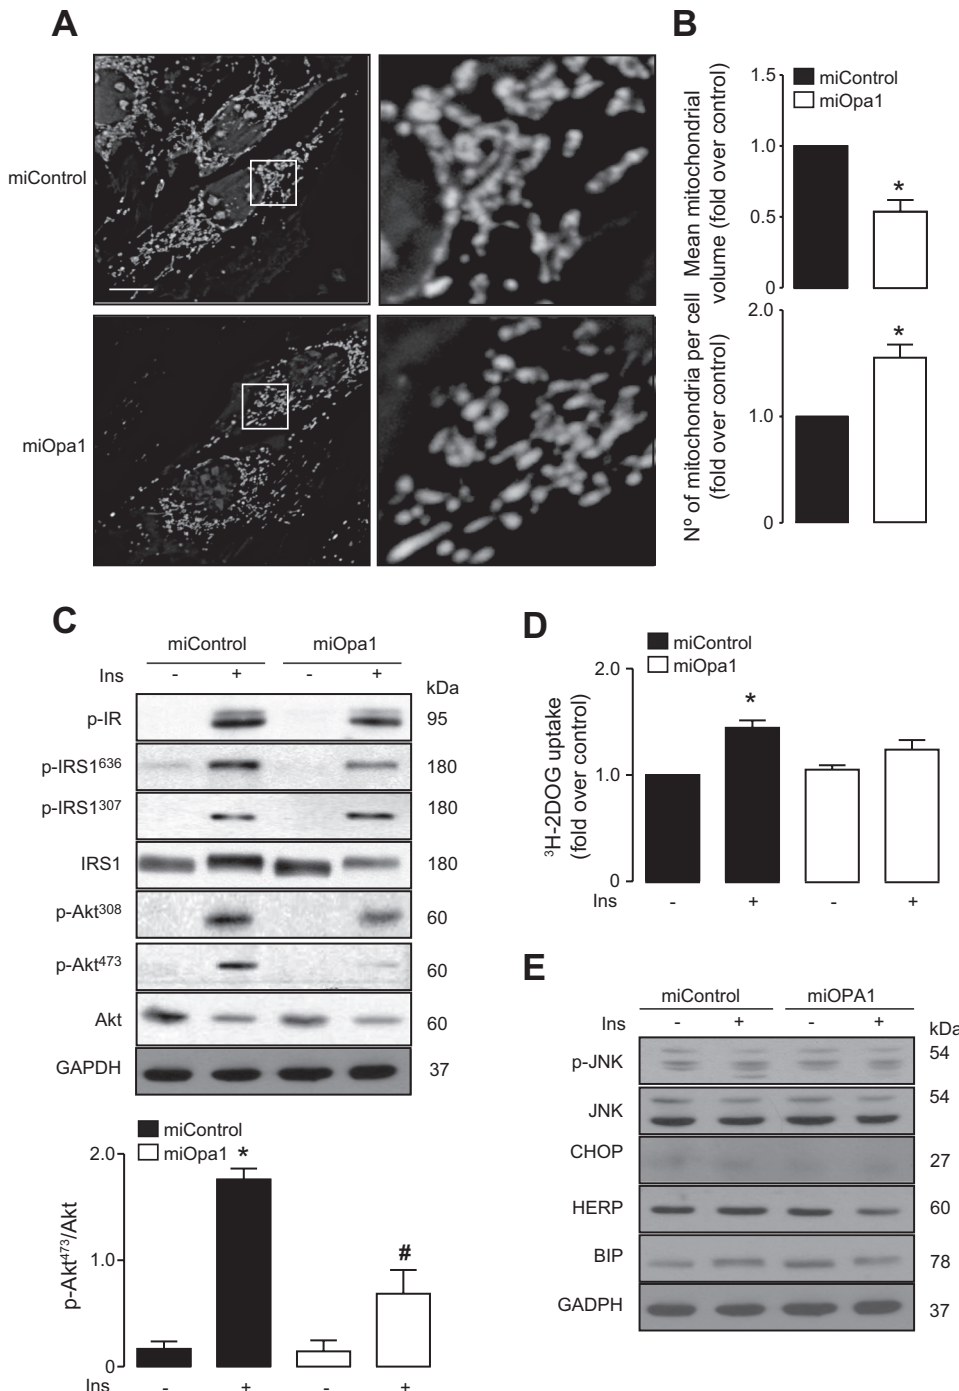 A
miControl
miOpa1
B
Mean mitochondrial
volume (fold over control)
1.5
1.0
0.5
0
miControl
miOpa1
*
Nº of mitochondria per cell
(fold over control)
2.0
1.0
0
*
C
miControl miOpa1
Ins - + - + kDa
p-IR 95
p-IRS1636 180
p-IRS1307 180
IRS1 180
p-Akt308 60
p-Akt473 60
Akt 60
GAPDH 37
miControl
miOpa1
p-Akt473/Akt
2.0
1.0
0
*
#
Ins - + - +
D
miControl
miOpa1
3H-2DOG uptake
(fold over control)
2.0
1.0
0
*
Ins - + - +
E
miControl miOPA1
Ins - + - + kDa
p-JNK 54
JNK 54
CHOP 27
HERP 60
BIP 78
GADPH 37